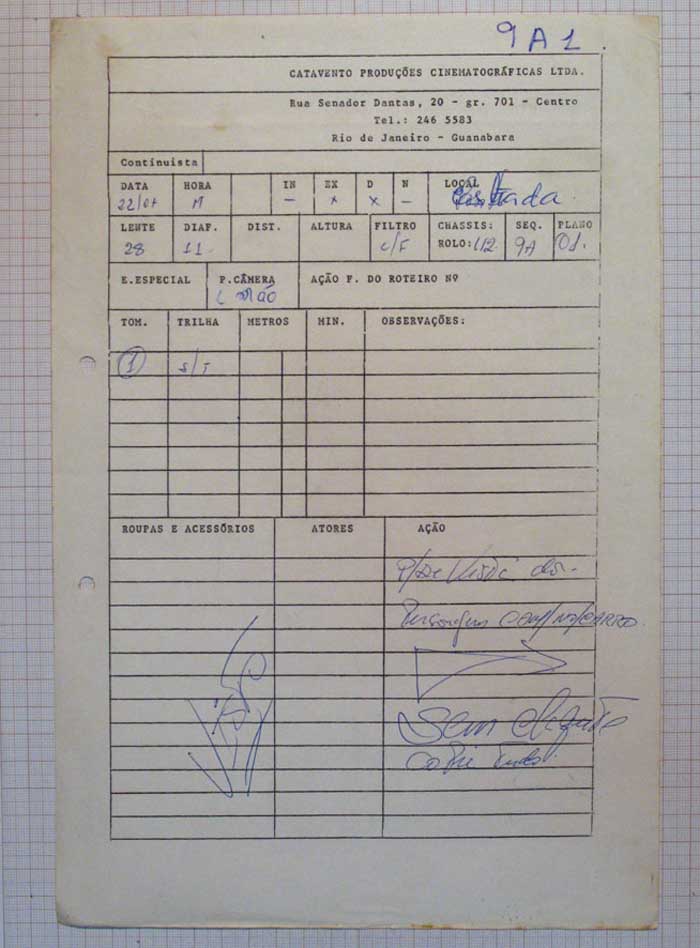 9A1.
CATAVENTO PRODUÇÕES CINEMATOGRÁFICAS LTDA.
Rua Senador Dantas, 20 - gr. 701 - Centro
Tel.: 246 5583
Rio de Janeiro - Guanabara
Continuista
DATA HORA IN EX D N LOCAL
M - x x - Estrada.
LENTE DIAF. DIST. ALTURA FILTRO CHASSIS: SEQ. PLANO
28 11 c/F ROLO: 112 9A 01.
E.ESPECIAL P.CÂMERA AÇÃO F. DO ROTEIRO Nº
mão
TOM. TRILHA METROS MIN. OBSERVAÇÕES:
1 s/T
ROUPAS E ACESSÓRIOS ATORES AÇÃO
CARRO.
Sem